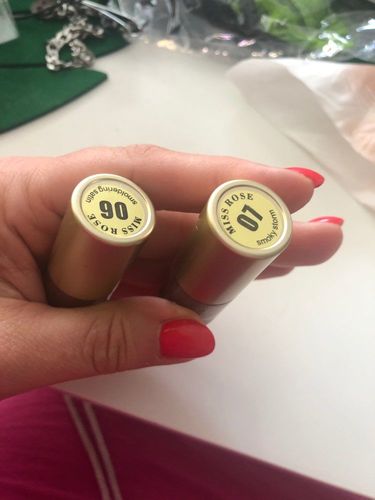 MISS ROSE
06
smoldering satin
MISS ROSE
07
smoky storm